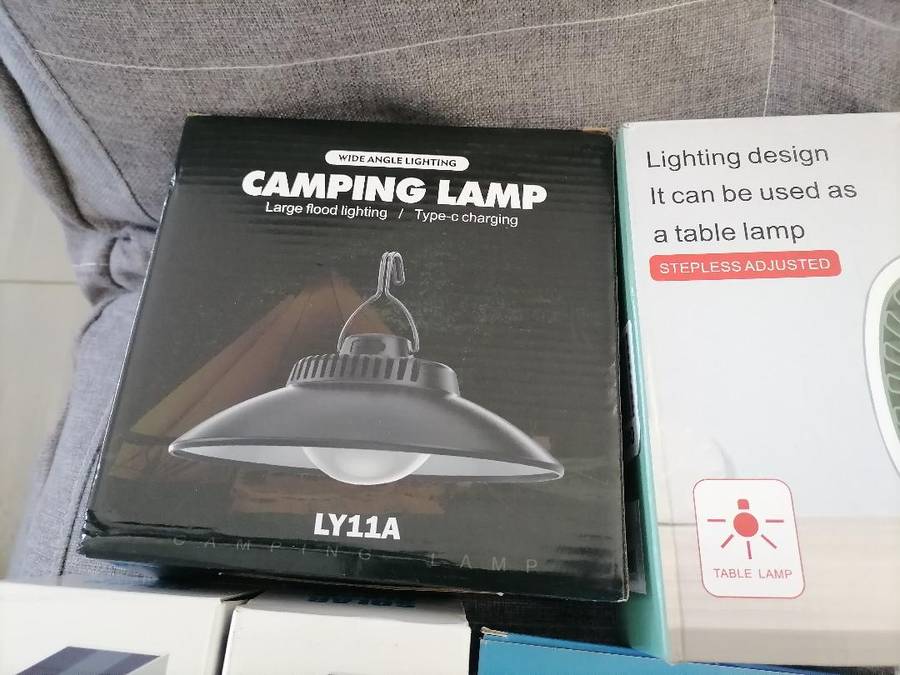 WIDE ANGLE LIGHTING
CAMPING LAMP
Large flood lighting / Type-c charging
LY11A
CAMPING LAMP
Lighting design
It can be used as
a table lamp
STEPLESS ADJUSTED
TABLE LAMP